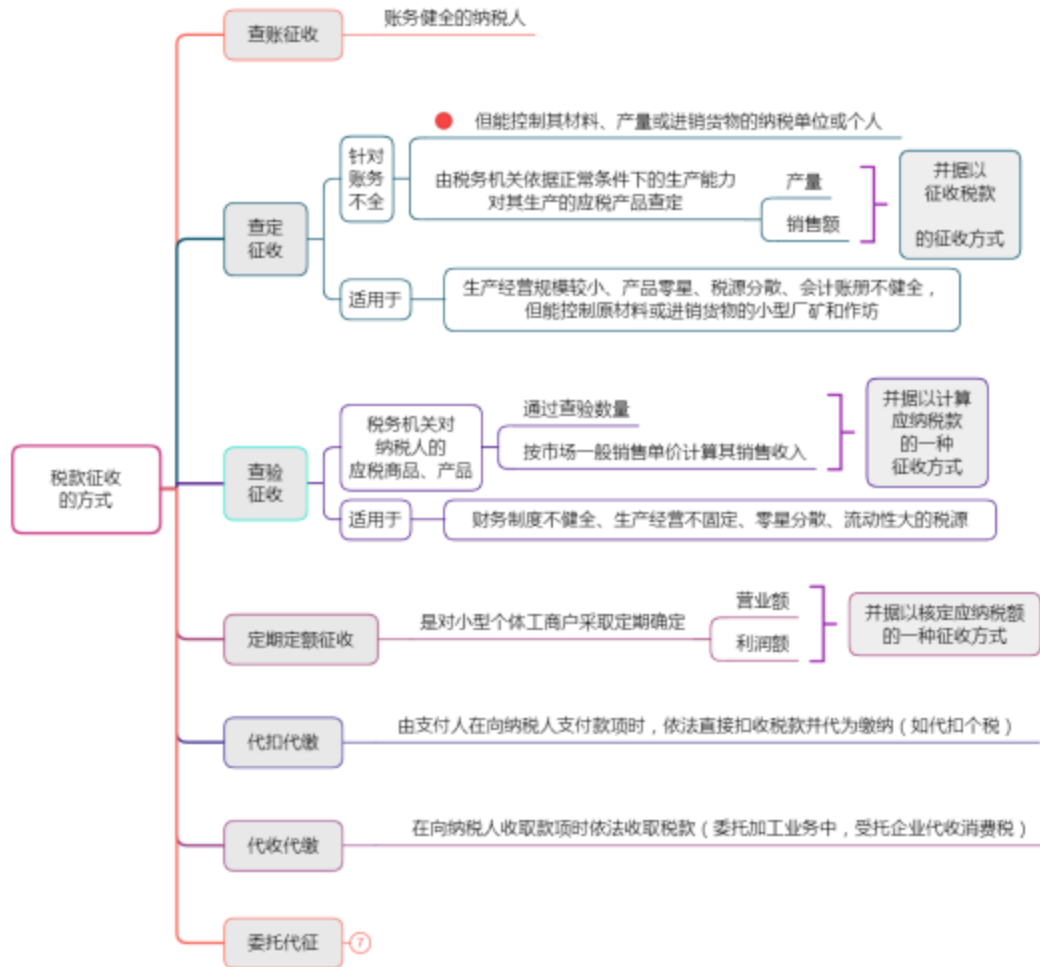 查账征收
账务健全的纳税人
针对
账务
不全
但能控制其材料、产量或进销货物的纳税单位或个人
由税务机关依据正常条件下的生产能力
对其生产的应税产品查定
产量
销售额
并据以
征收税款
的征收方式
查定
征收
适用于
生产经营规模较小、产品零星、税源分散、会计账册不健全，
但能控制原材料或进销货物的小型厂矿和作坊
税款征收
的方式
查验
征收
税务机关对
纳税人的
应税商品、产品
通过查验数量
按市场一般销售单价计算其销售收入
并据以计算
应纳税款
的一种
征收方式
适用于
财务制度不健全、生产经营不固定、零星分散、流动性大的税源
定期定额征收
是对小型个体工商户采取定期确定
营业额
利润额
并据以核定应纳税额
的一种征收方式
代扣代缴
由支付人在向纳税人支付款项时，依法直接扣收税款并代为缴纳（如代扣个税）
代收代缴
在向纳税人收取款项时依法收取税款（委托加工业务中，受托企业代收消费税）
委托代征
7